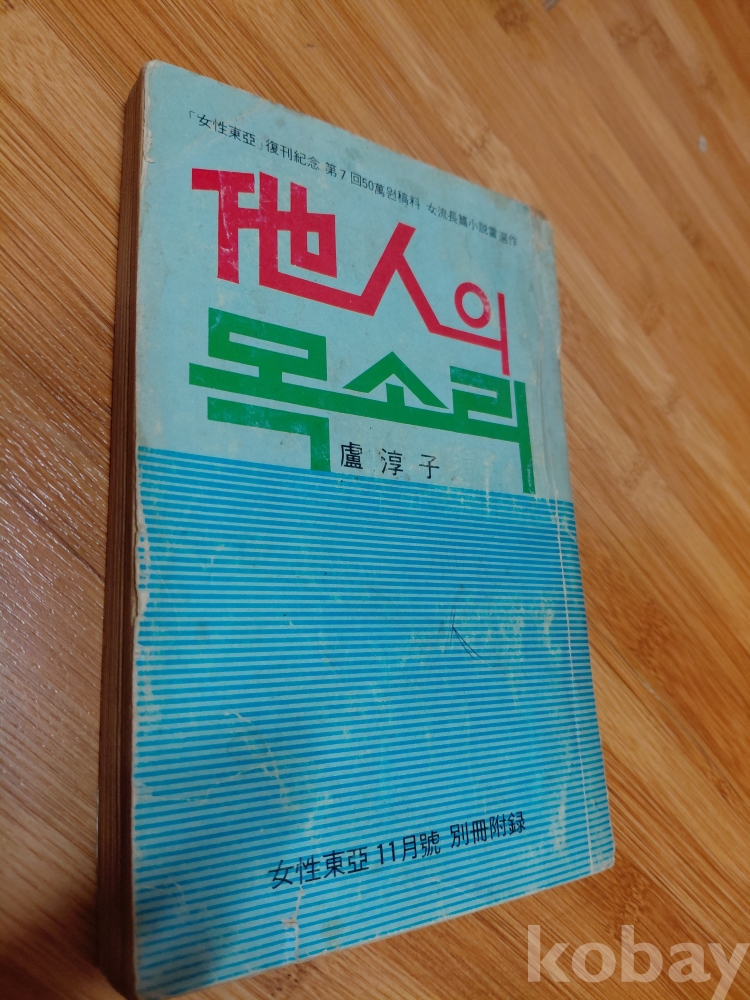 「女性東亞」復刊紀念 第7回50萬원稿料 女流長篇小說當選作
他人의
목소리
盧淳子
女性東亞 11月號 別冊附録
kobay